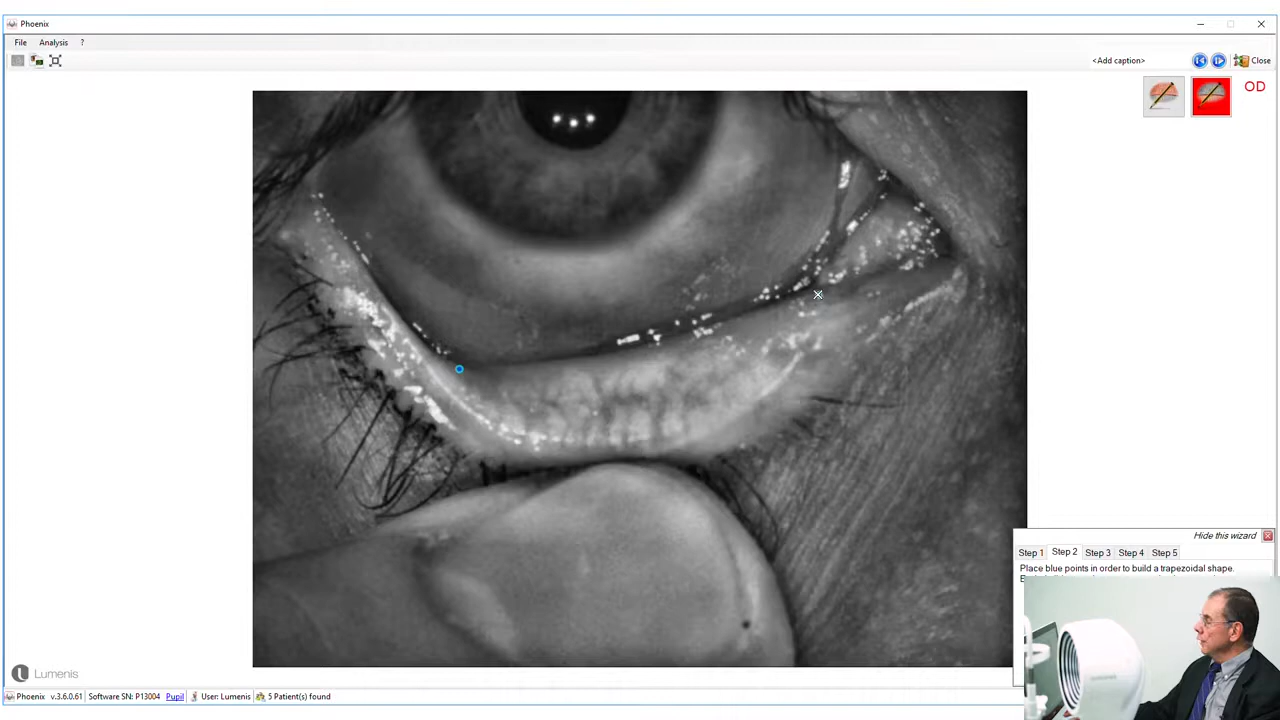 Phoenix
File Analysis ?
<Add caption> Close
OD
Hide this wizard
Step 1 Step 2 Step 3 Step 4 Step 5
Place blue points in order to build a trapezoidal shape.
Lumenis
Phoenix v.3.6.0.61 Software SN: P13004 Pupil User: Lumenis 5 Patient(s) found